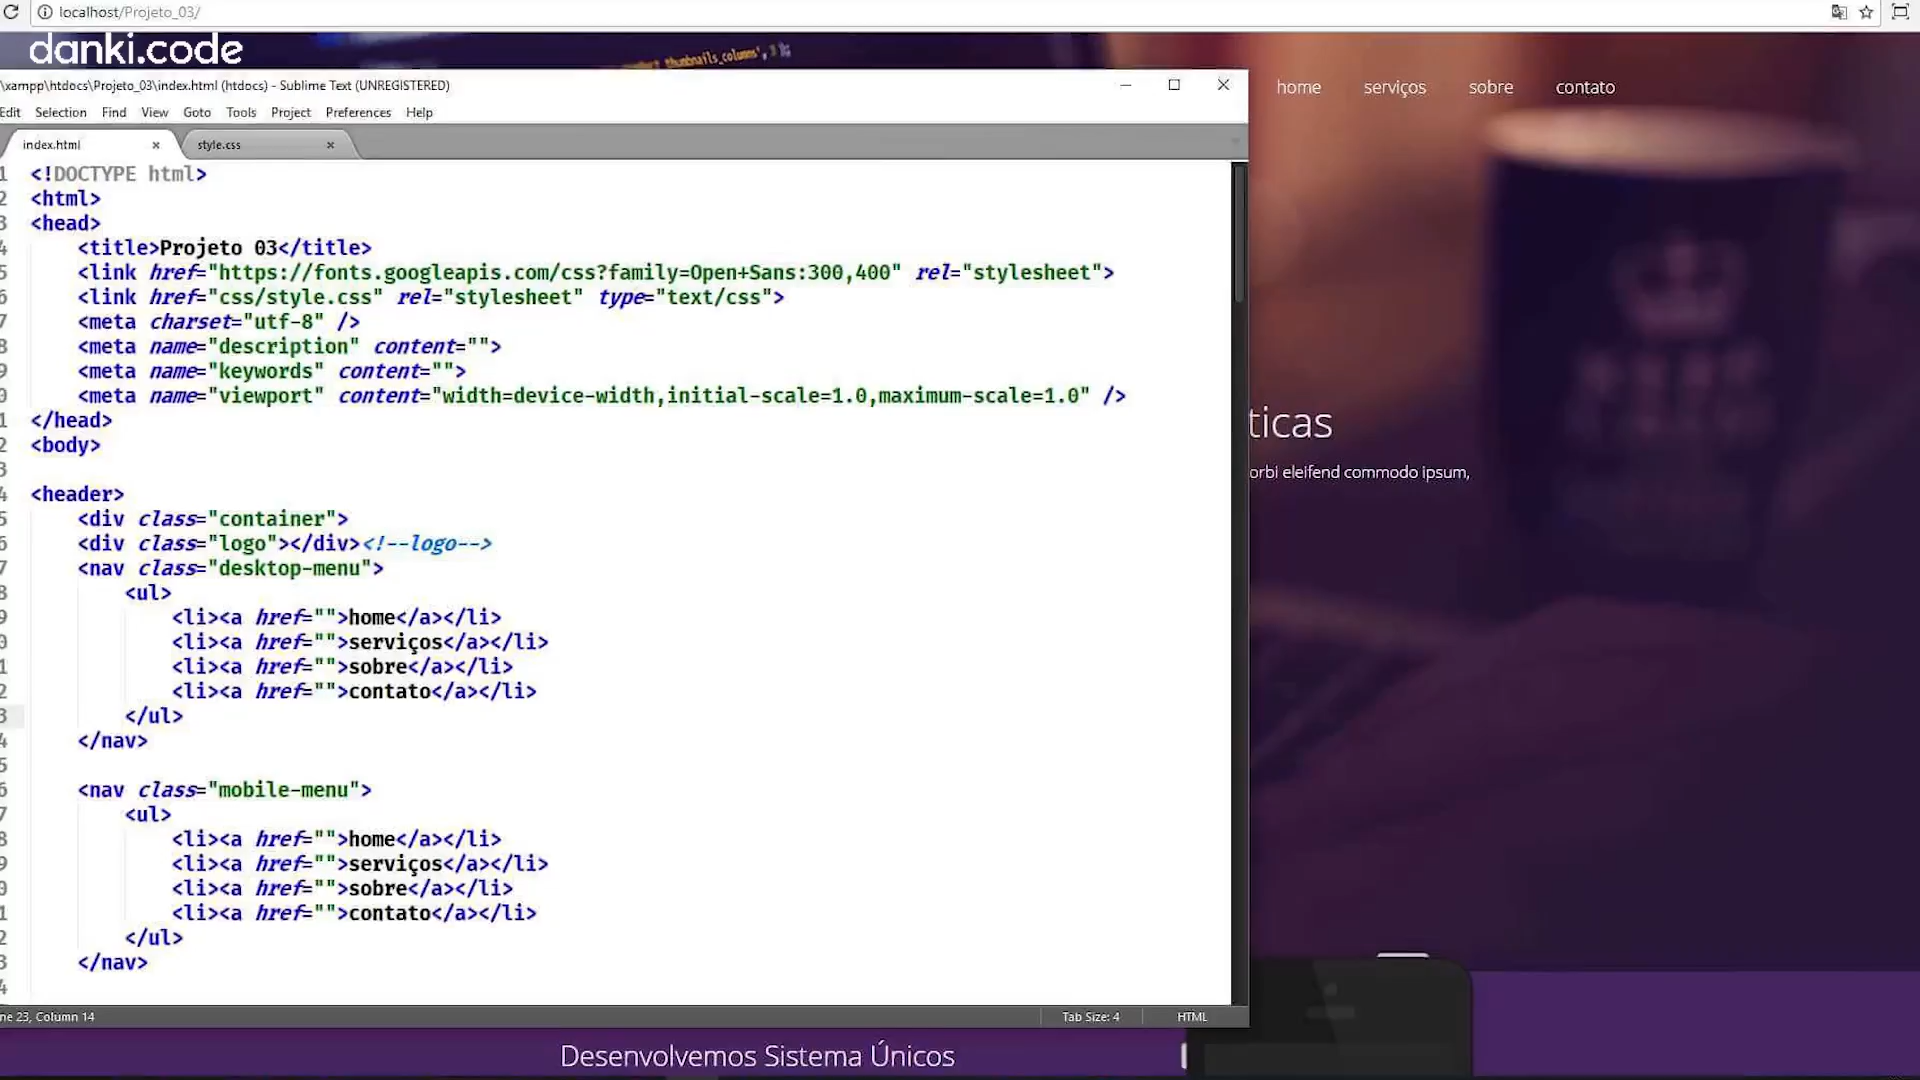 localhost/Projeto_03/
danki.code
thumbnails_columns',
\xampp\htdocs\Projeto_03\index.html (htdocs) - Sublime Text (UNREGISTERED)
home serviços sobre contato
Edit Selection Find View Goto Tools Project Preferences Help
index.html × style.css ×
<!DOCTYPE html>
<html>
<head>
<title>Projeto 03</title>
<link href="https://fonts.googleapis.com/css?family=Open+Sans:300,400" rel="stylesheet">
<link href="css/style.css" rel="stylesheet" type="text/css">
<meta charset="utf-8" />
<meta name="description" content="">
<meta name="keywords" content="">
<meta name="viewport" content="width=device-width,initial-scale=1.0,maximum-scale=1.0" />
</head>
<body>
<header>
<div class="container">
<div class="logo"></div><!--logo-->
<nav class="desktop-menu">
<ul>
<li><a href="">home</a></li>
<li><a href="">serviços</a></li>
<li><a href="">sobre</a></li>
<li><a href="">contato</a></li>
</ul>
</nav>
<nav class="mobile-menu">
<ul>
<li><a href="">home</a></li>
<li><a href="">serviços</a></li>
<li><a href="">sobre</a></li>
<li><a href="">contato</a></li>
</ul>
</nav>
ticas
orbi eleifend commodo ipsum,
ne 23, Column 14 Tab Size: 4 HTML
Desenvolvemos Sistema Únicos